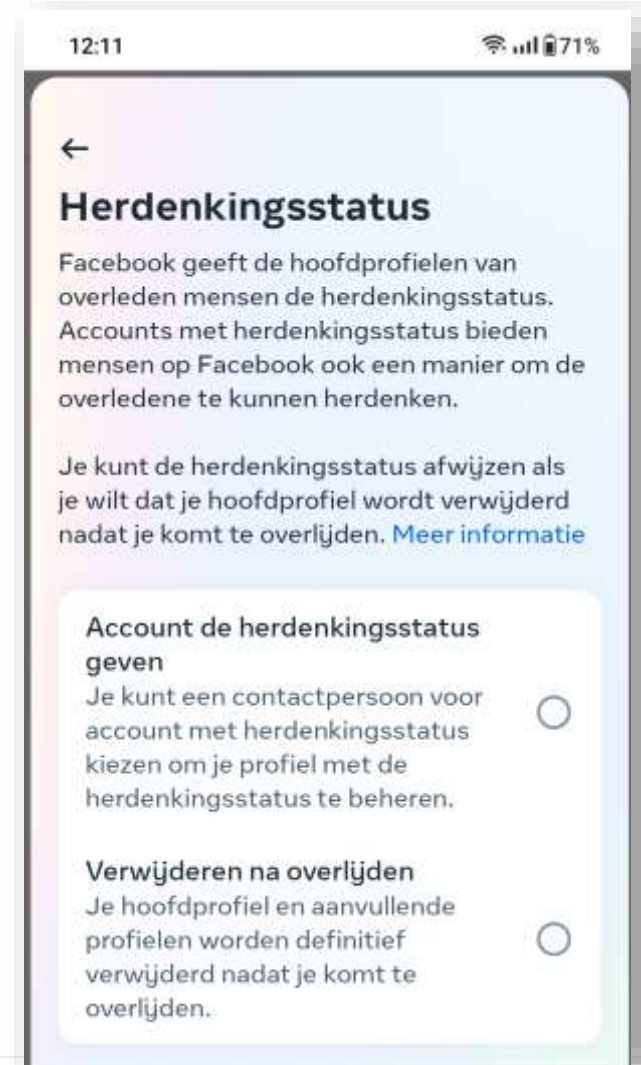 12:11
71%
Herdenkingsstatus
Facebook geeft de hoofdprofielen van
overleden mensen de herdenkingsstatus.
Accounts met herdenkingsstatus bieden
mensen op Facebook ook een manier om de
overledene te kunnen herdenken.
Je kunt de herdenkingsstatus afwijzen als
je wilt dat je hoofdprofiel wordt verwijderd
nadat je komt te overlijden. Meer informatie
Account de herdenkingsstatus
geven
Je kunt een contactpersoon voor
account met herdenkingsstatus
kiezen om je profiel met de
herdenkingsstatus te beheren.
Verwijderen na overlijden
Je hoofdprofiel en aanvullende
profielen worden definitief
verwijderd nadat je komt te
overlijden.